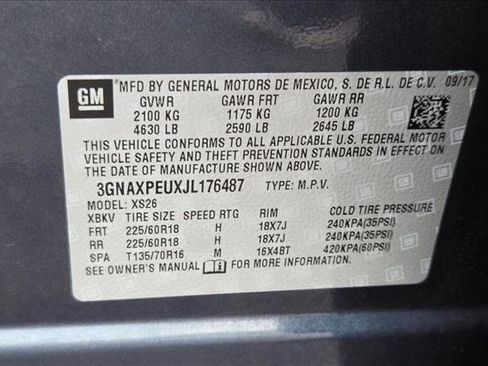 GM
MFD BY GENERAL MOTORS DE MEXICO, S. DE R.L. DE C.V. 09/17
GVWR GAWR FRT GAWR RR
2100 KG 1175 KG 1200 KG
4630 LB 2590 LB 2645 LB
THIS VEHICLE CONFORMS TO ALL APPLICABLE U.S. FEDERAL MOTOR
VEHICLE SAFETY AND THEFT PREVENTION STANDARDS IN EFFECT ON
THE DATE OF MANUFACTURE SHOWN ABOVE.
3GNAXPEUXJL176487 TYPE: M.P.V.
MODEL: XS26
XBKV TIRE SIZE SPEED RTG RIM COLD TIRE PRESSURE
FRT 225/60R18 H 18X7J 240KPA(35PSI)
RR 225/60R18 H 18X7J 240KPA(35PSI)
SPA T135/70R16 M 16X4BT 420KPA(60PSI)
SEE OWNER'S MANUAL FOR MORE INFORMATION.